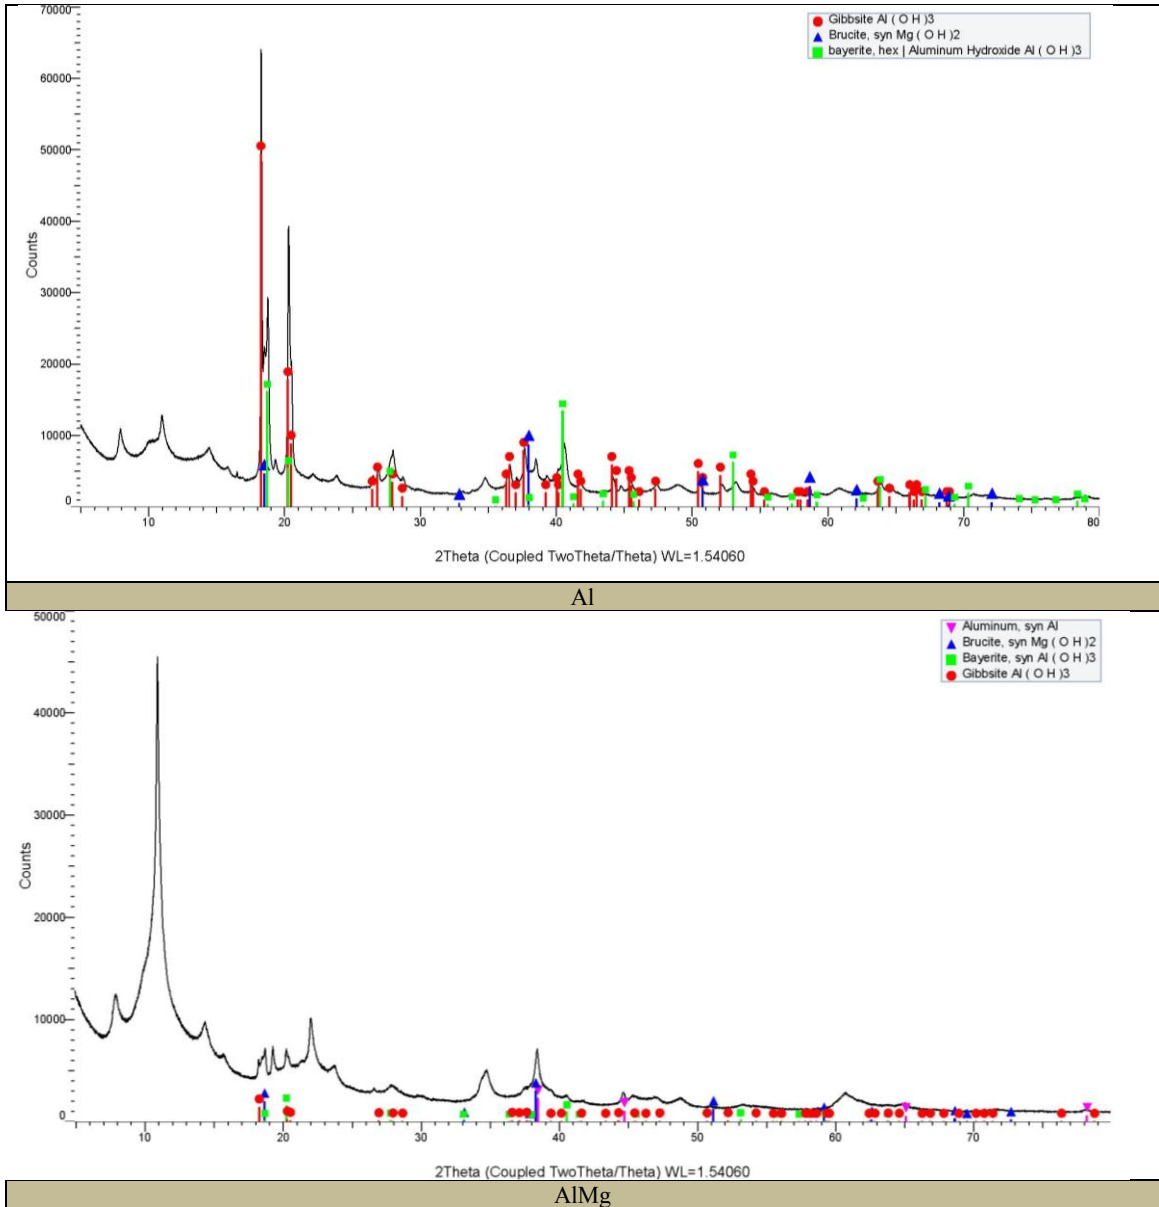 70000
60000
50000
40000
30000
20000
10000
0
Counts
Gibbsite Al ( O H )3
Brucite, syn Mg ( O H )2
bayerite, hex | Aluminum Hydroxide Al ( O H )3
10 20 30 40 50 60 70 80
2Theta (Coupled TwoTheta/Theta) WL=1.54060
Al
50000
40000
30000
20000
10000
0
Counts
Aluminum, syn Al
Brucite, syn Mg ( O H )2
Bayerite, syn Al ( O H )3
Gibbsite Al ( O H )3
10 20 30 40 50 60 70
2Theta (Coupled TwoTheta/Theta) WL=1.54060
AlMg